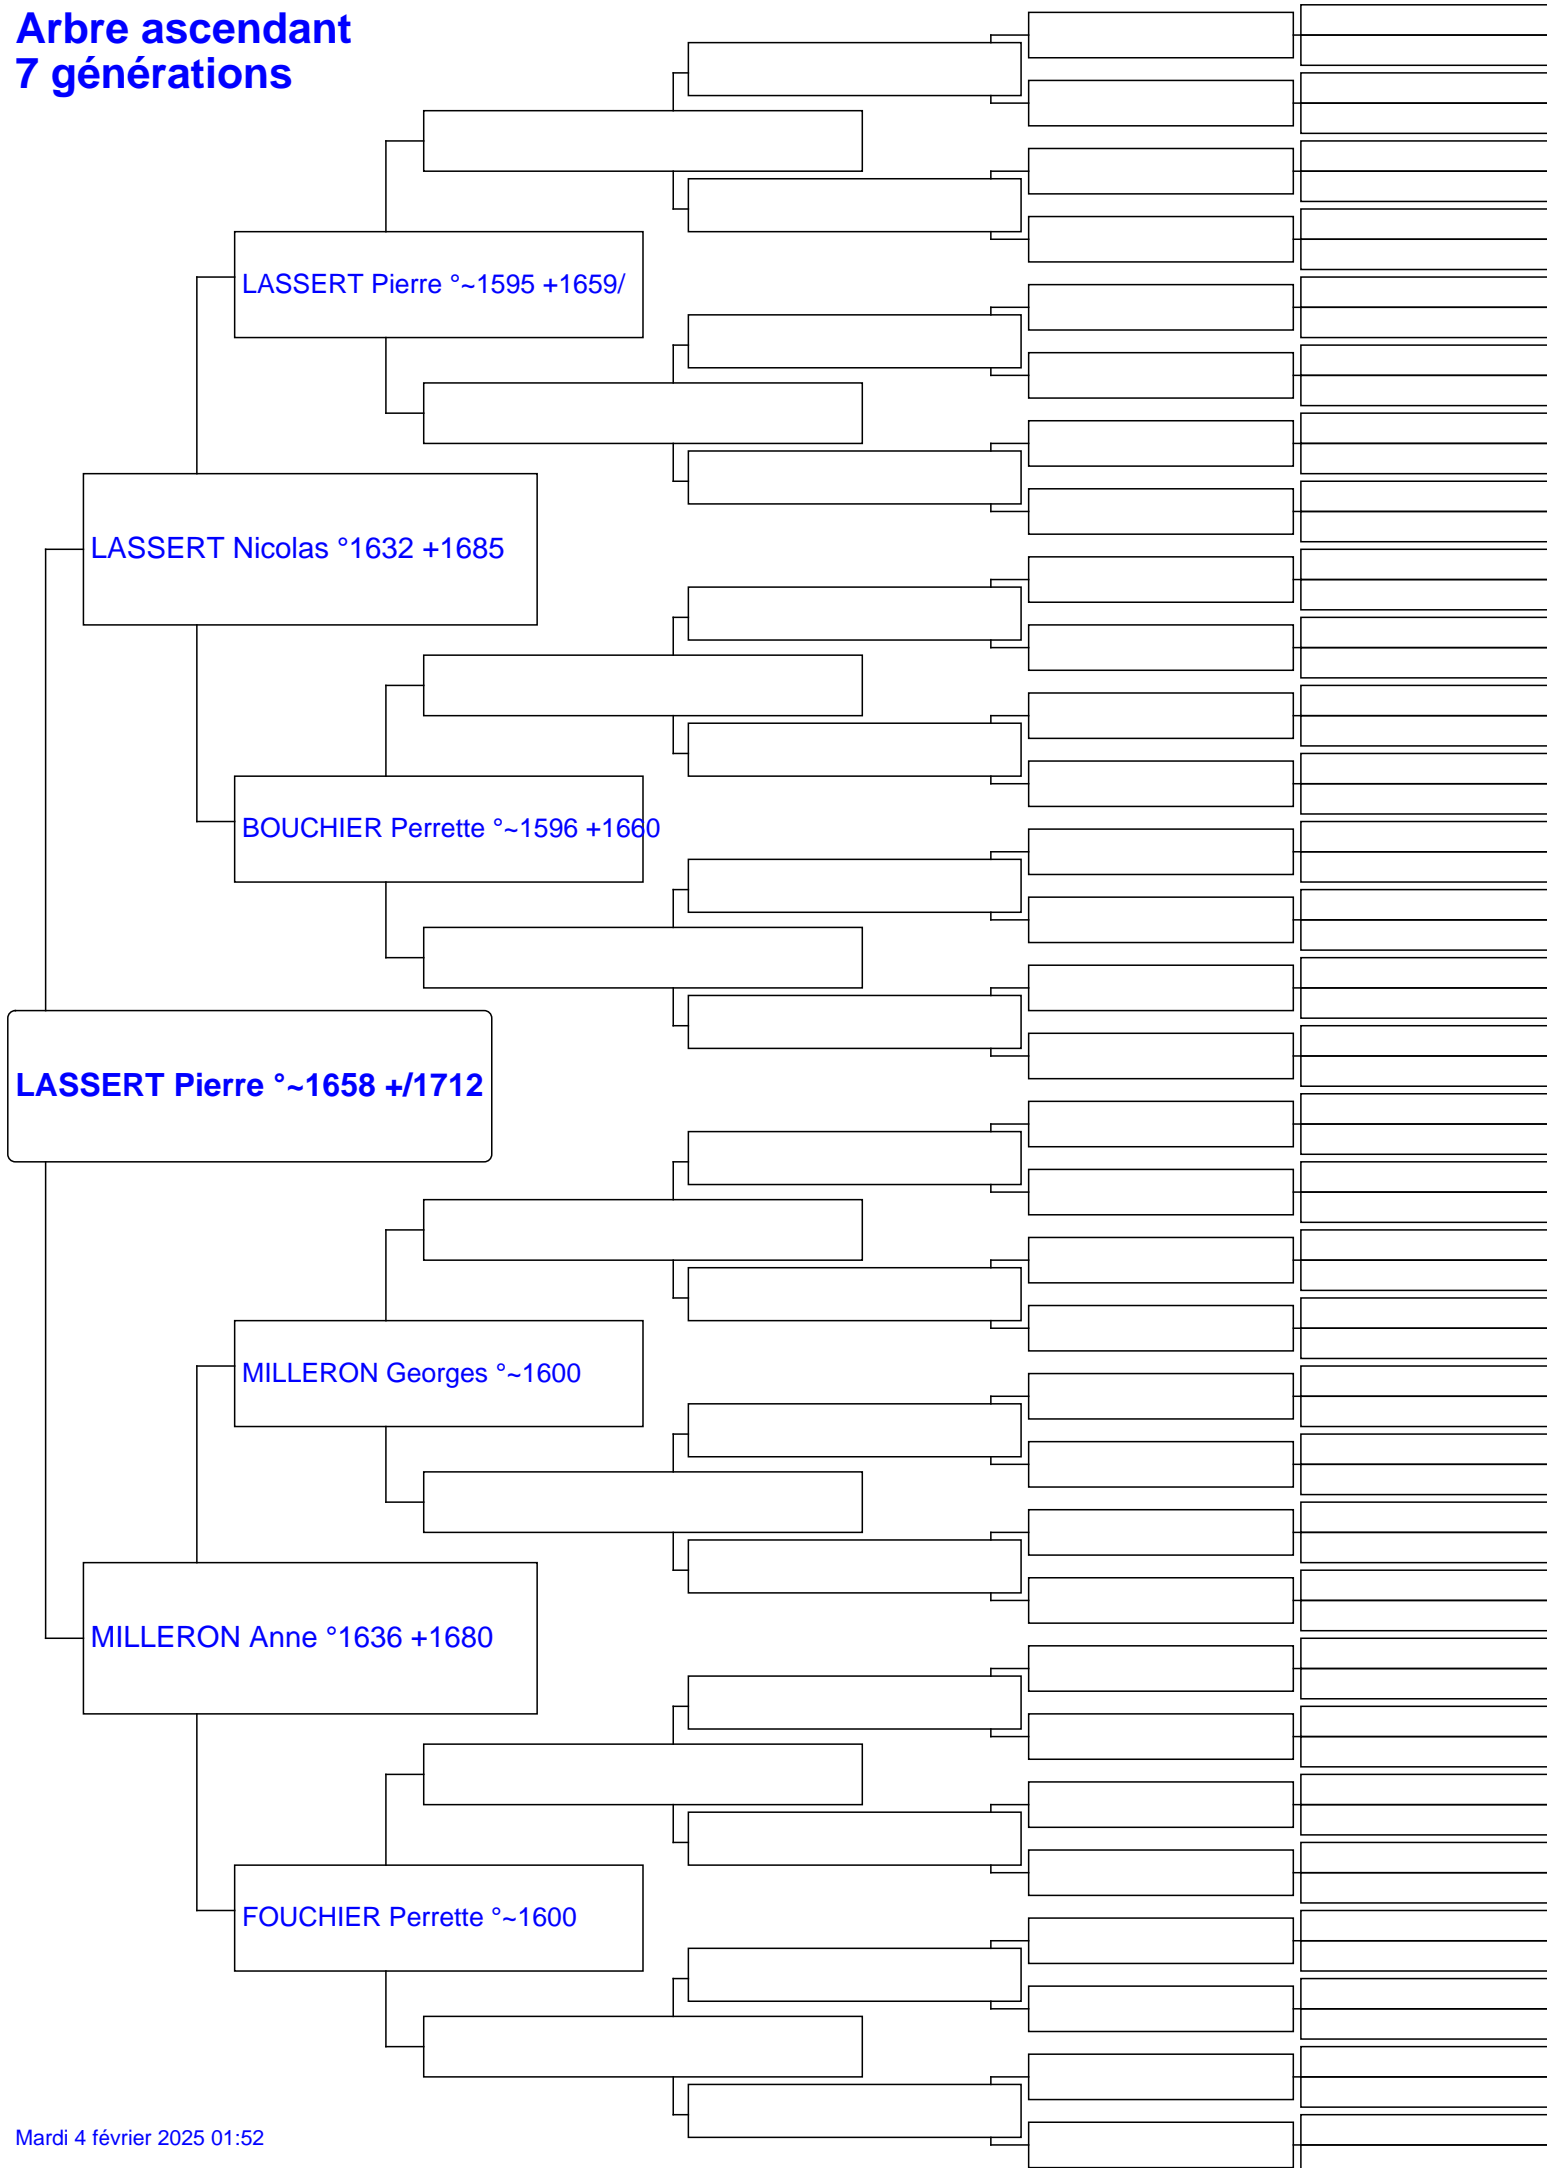 Arbre ascendant
7 générations
LASSERT Pierre °~1595 +1659/
LASSERT Nicolas °1632 +1685
BOUCHIER Perrette °~1596 +1660
LASSERT Pierre °~1658 +/1712
MILLERON Georges °~1600
MILLERON Anne °1636 +1680
FOUCHIER Perrette °~1600
Mardi 4 février 2025 01:52